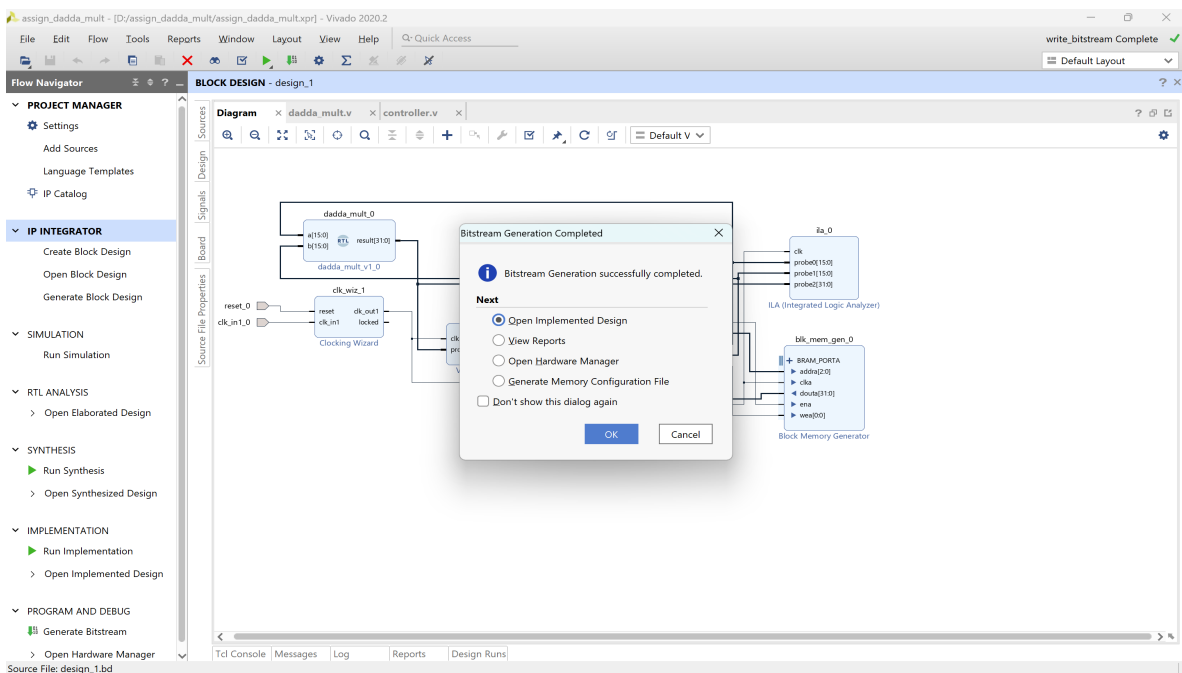 assign_dadda_mult - [D:/assign_dadda_mult/assign_dadda_mult.xpr] - Vivado 2020.2
File Edit Flow Tools Reports Window Layout View Help Quick Access
write_bitstream Complete
Default Layout
Flow Navigator
PROJECT MANAGER
Settings
Add Sources
Language Templates
IP Catalog
IP INTEGRATOR
Create Block Design
Open Block Design
Generate Block Design
SIMULATION
Run Simulation
RTL ANALYSIS
Open Elaborated Design
SYNTHESIS
Run Synthesis
Open Synthesized Design
IMPLEMENTATION
Run Implementation
Open Implemented Design
PROGRAM AND DEBUG
Generate Bitstream
Open Hardware Manager
Source File: design_1.bd
BLOCK DESIGN - design_1
Sources
Design
Signals
Board
Source File Properties
Diagram dadda_mult.v controller.v
Default V
dadda_mult_0
a[15:0]
b[15:0]
RTL
result[31:0]
dadda_mult_v1_0
clk_wiz_1
reset_0
clk_in1_0
reset clk_out1
clk_in1 locked
Clocking Wizard
Bitstream Generation Completed
Bitstream Generation successfully completed.
Next
Open Implemented Design
View Reports
Open Hardware Manager
Generate Memory Configuration File
Don't show this dialog again
OK Cancel
ila_0
clk
probe0[15:0]
probe1[15:0]
probe2[31:0]
ILA (Integrated Logic Analyzer)
blk_mem_gen_0
BRAM_PORTA
addra[2:0]
clka
douta[31:0]
ena
wea[0:0]
Block Memory Generator
Tcl Console Messages Log Reports Design Runs